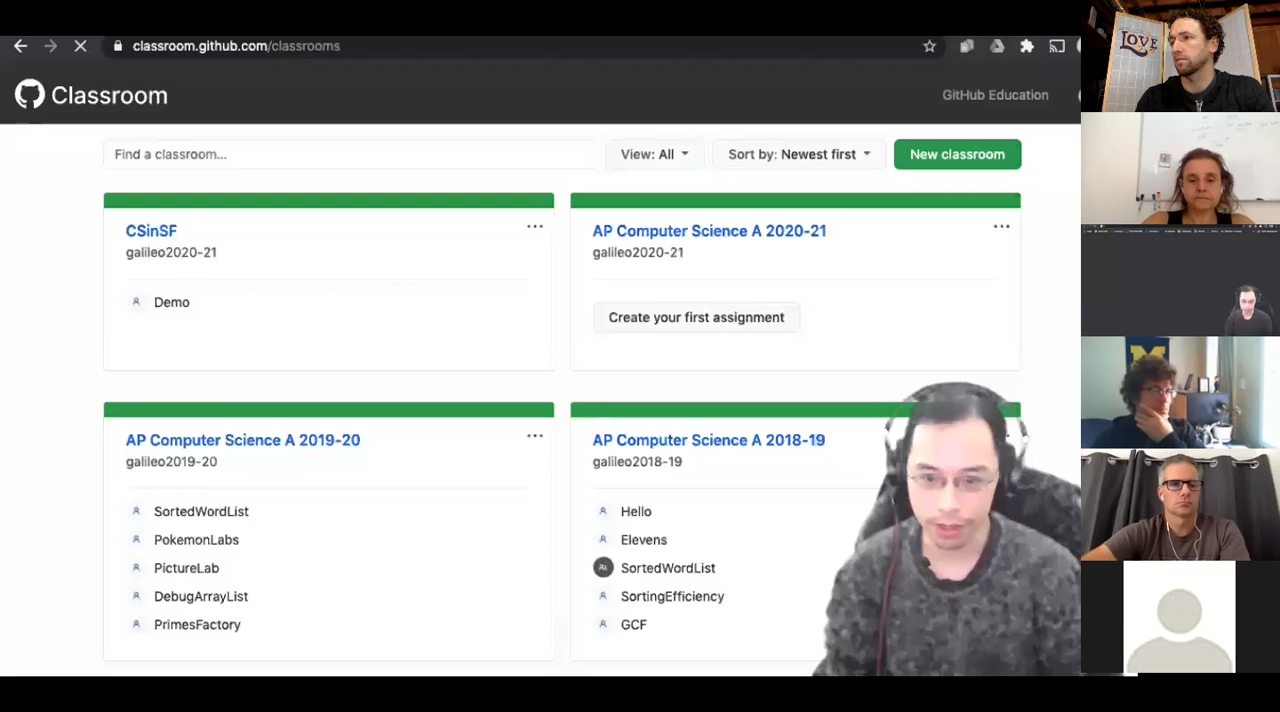 classroom.github.com/classrooms
Classroom
GitHub Education
Find a classroom...
View: All
Sort by: Newest first
New classroom
CSinSF
galileo2020-21
Demo
AP Computer Science A 2020-21
galileo2020-21
Create your first assignment
AP Computer Science A 2019-20
galileo2019-20
SortedWordList
PokemonLabs
PictureLab
DebugArrayList
PrimesFactory
AP Computer Science A 2018-19
galileo2018-19
Hello
Elevens
SortedWordList
SortingEfficiency
GCF
LOVE
M